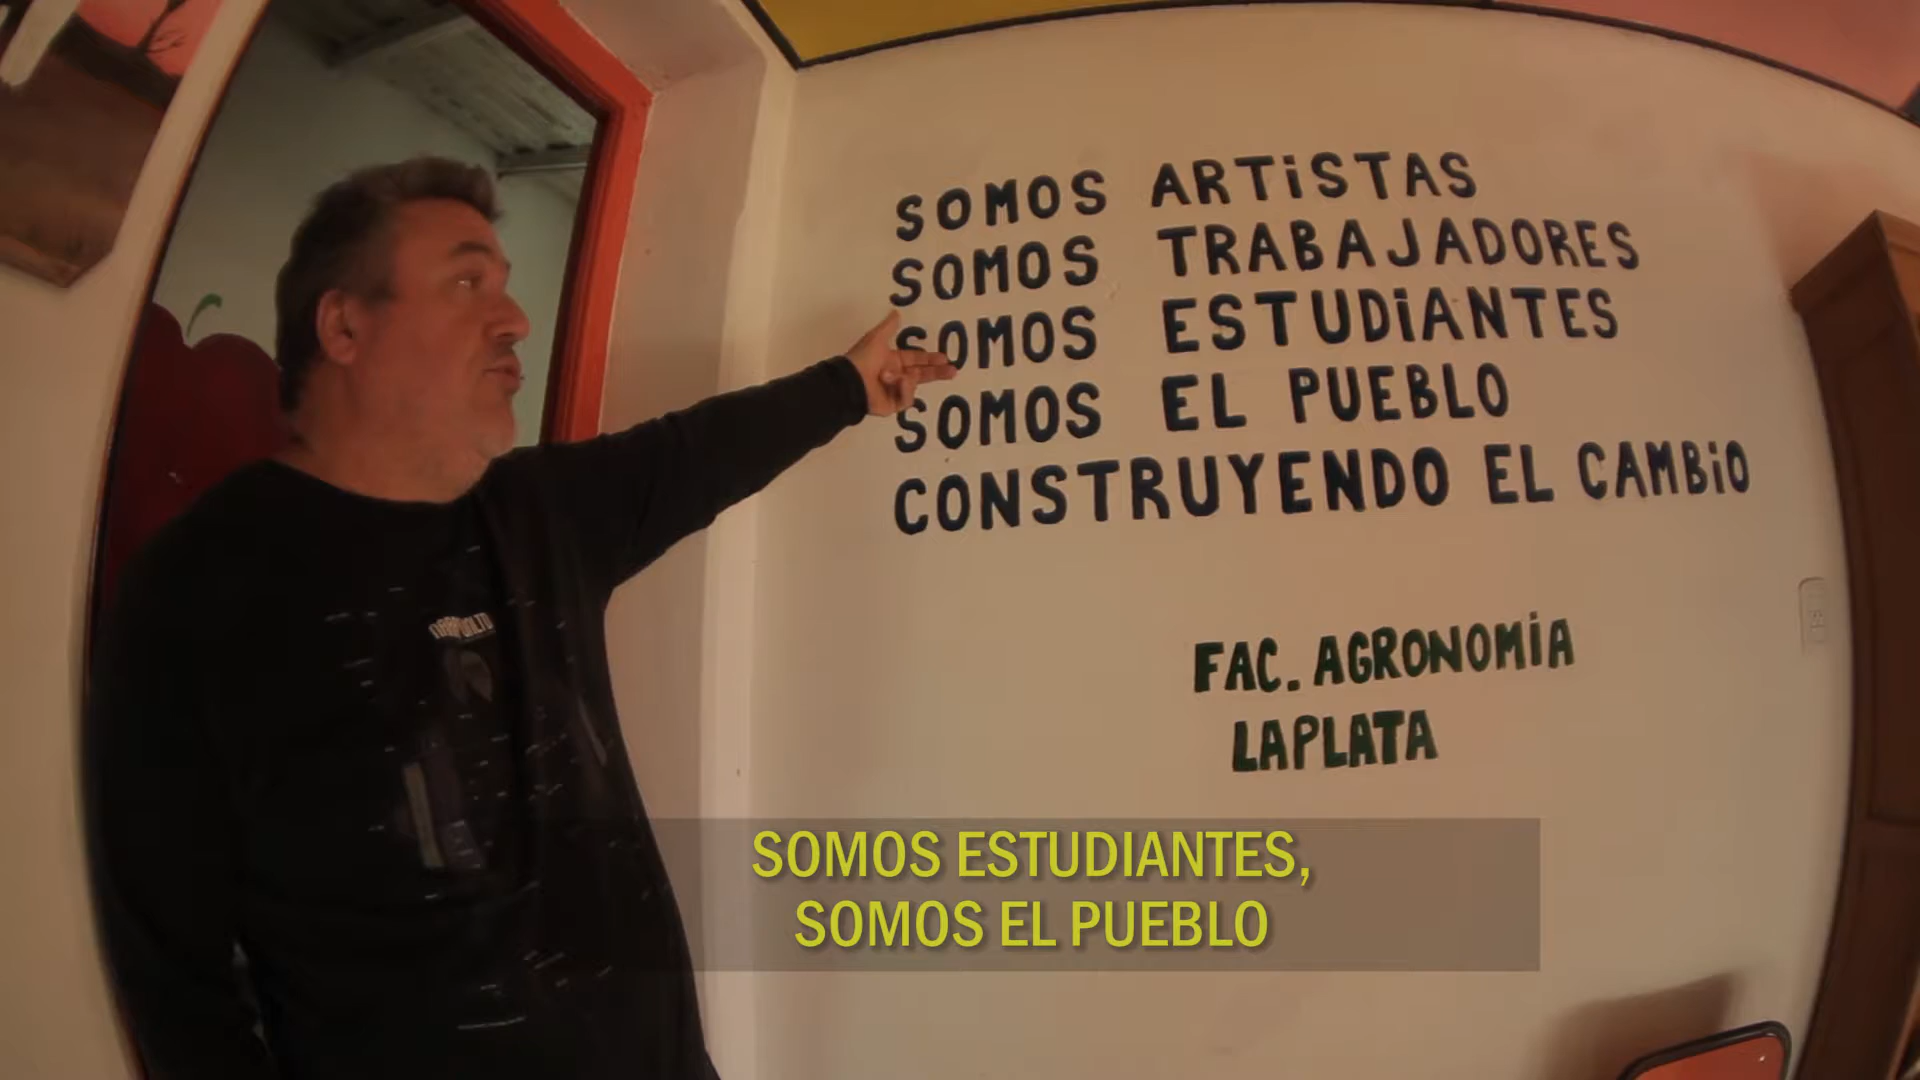 SOMOS ARTiSTAS
SOMOS TRABAJADORES
SOMOS ESTUDiANTES
SOMOS EL PUEBLO
CONSTRUYENDO EL CAMBiO
FAC. AGRONOMÍA
LAPLATA
SOMOS ESTUDIANTES,
SOMOS EL PUEBLO